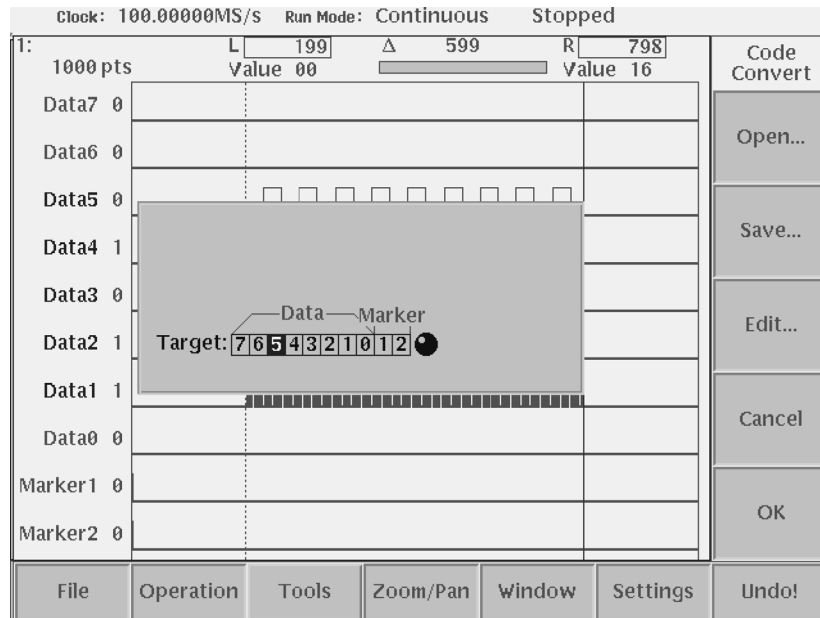 Clock: 100.00000MS/s Run Mode: Continuous Stopped
1: L 199 Δ 599 R 798
1000 pts Value 00 Value 16
Code
Convert
Data7 0
Open...
Data6 0
Data5 0
Save...
Data4 1
Data3 0
Data Marker
Edit...
Data2 1
Target: 7 6 5 4 3 2 1 0 1 2
Data1 1
Cancel
Data0 0
Marker1 0
OK
Marker2 0
File Operation Tools Zoom/Pan Window Settings Undo!